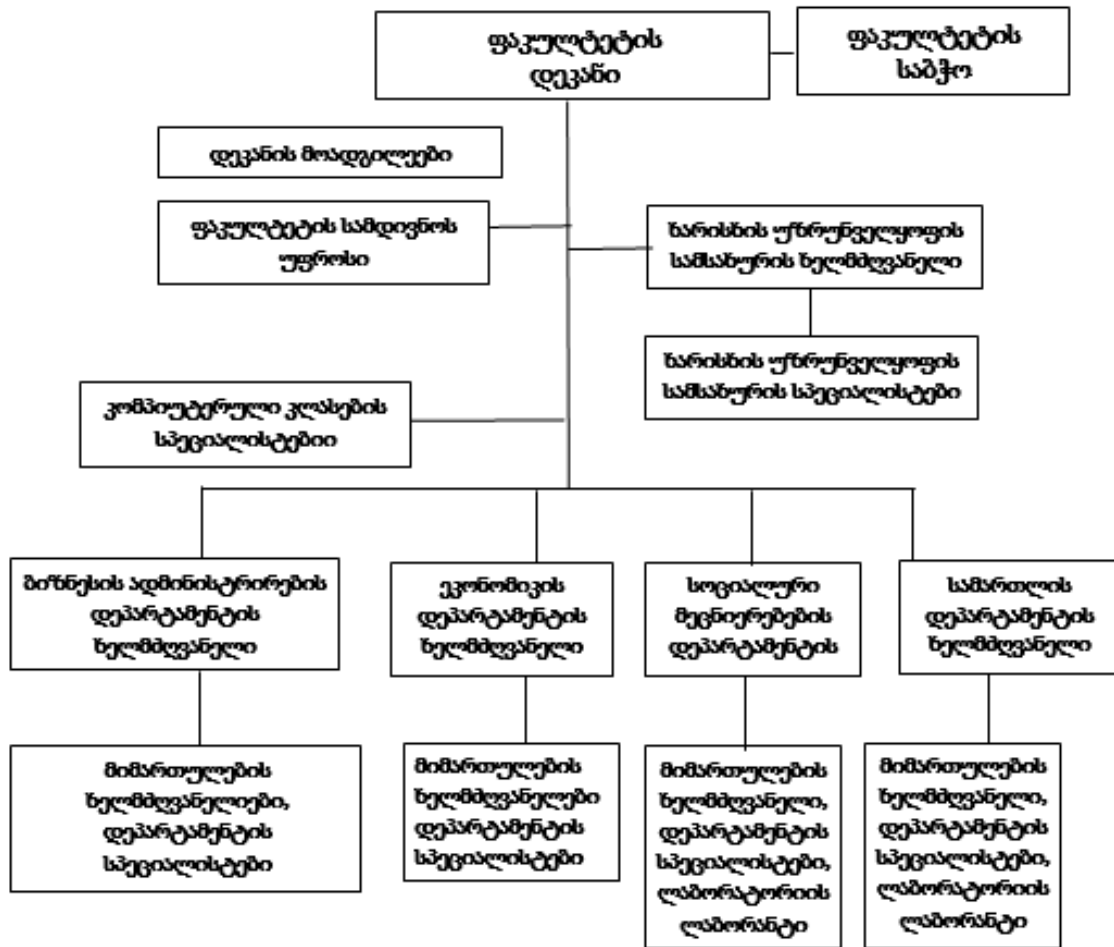 ფაკულტეტის
დეკანი
ფაკულტეტის
საბჭო
დეკანის მოადგილეები
ფაკულტეტის სამდივნოს
უფროსი
ხარისხის უზრუნველყოფის
სამსახურის ხელმძღვანელი
ხარისხის უზრუნველყოფის
სამსახურის სპეციალისტები
კომპიუტერული კლასების
სპეციალისტებიი
ბიზნესის ადმინისტრირების
დეპარტამენტის
ხელმძღვანელი
ეკონომიკის
დეპარტამენტის
ხელმძღვანელი
სოციალური
მეცნიერებების
დეპარტამენტის
სამართლის
დეპარტამენტის
ხელმძღვანელი
მიმართულების
ხელმძღვანელიები,
დეპარტამენტის
სპეციალისტები
მიმართულების
ხელმძღვანელები
დეპარტამენტის
სპეციალისტები
მიმართულების
ხელმძღვანელი,
დეპარტამენტის
სპეციალისტები,
ლაბორატორიის
ლაბორანტი
მიმართულების
ხელმძღვანელი,
დეპარტამენტის
სპეციალისტები,
ლაბორატორიის
ლაბორანტი